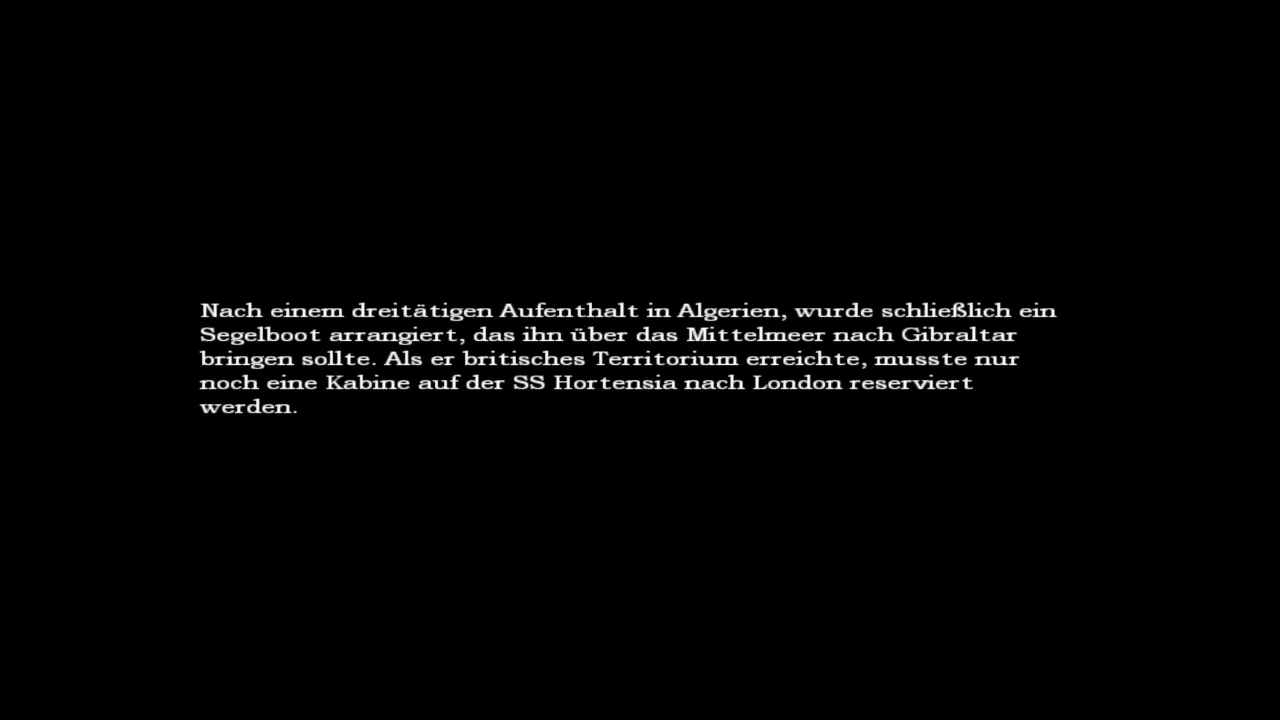 Nach einem dreitätigen Aufenthalt in Algerien, wurde schließlich ein
Segelboot arrangiert, das ihn über das Mittelmeer nach Gibraltar
bringen sollte. Als er britisches Territorium erreichte, musste nur
noch eine Kabine auf der SS Hortensia nach London reserviert
werden.